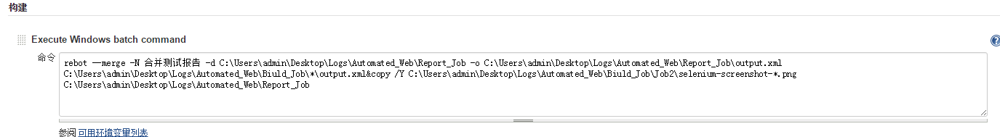 构建
Execute Windows batch command
命令
rebot --merge -N 合并测试报告 -d C:\Users\admin\Desktop\Logs\Automated_Web\Report_Job -o C:\Users\admin\Desktop\Logs\Automated_Web\Report_Job\output.xml
C:\Users\admin\Desktop\Logs\Automated_Web\Biuld_Job\*\output.xml&copy /Y C:\Users\admin\Desktop\Logs\Automated_Web\Biuld_Job\Job2\selenium-screenshot-*.png
C:\Users\admin\Desktop\Logs\Automated_Web\Report_Job
参阅 可用环境变量列表